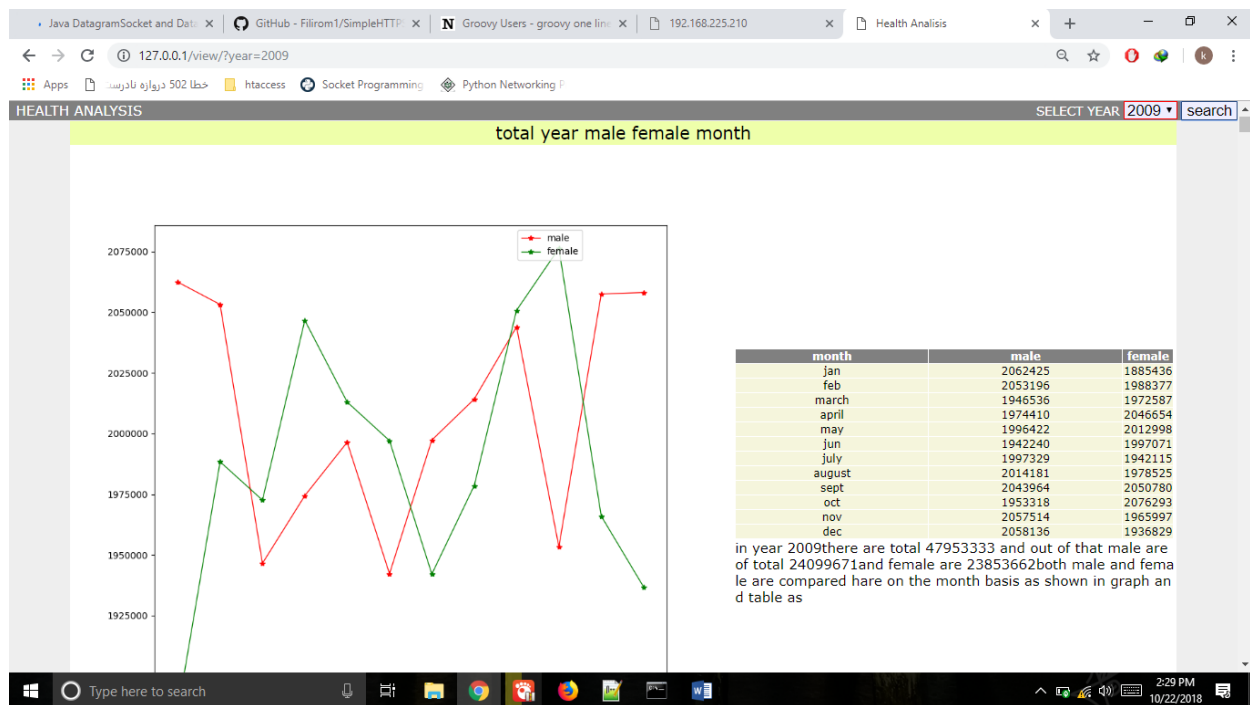 Java DatagramSocket and Data
GitHub - Filirom1/SimpleHTTP
Groovy Users - groovy one line
192.168.225.210
Health Analisis
127.0.0.1/view/?year=2009
Apps
خطا 502 دروازه نادرست
htaccess
Socket Programming
Python Networking P
HEALTH ANALYSIS
SELECT YEAR 2009 search
total year male female month
male
female
2075000
2050000
2025000
2000000
1975000
1950000
1925000
month male female
jan 2062425 1885436
feb 2053196 1988377
march 1946536 1972587
april 1974410 2046654
may 1996422 2012998
jun 1942240 1997071
july 1997329 1942115
august 2014181 1978525
sept 2043964 2050780
oct 1953318 2076293
nov 2057514 1965997
dec 2058136 1936829
in year 2009there are total 47953333 and out of that male are
of total 24099671and female are 23853662both male and fema
le are compared hare on the month basis as shown in graph an
d table as
Type here to search
2:29 PM
10/22/2018